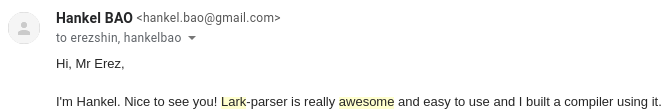 Hankel BAO <hankel.bao@gmail.com>
to erezshin, hankelbao
Hi, Mr Erez,
I'm Hankel. Nice to see you! Lark-parser is really awesome and easy to use and I built a compiler using it.